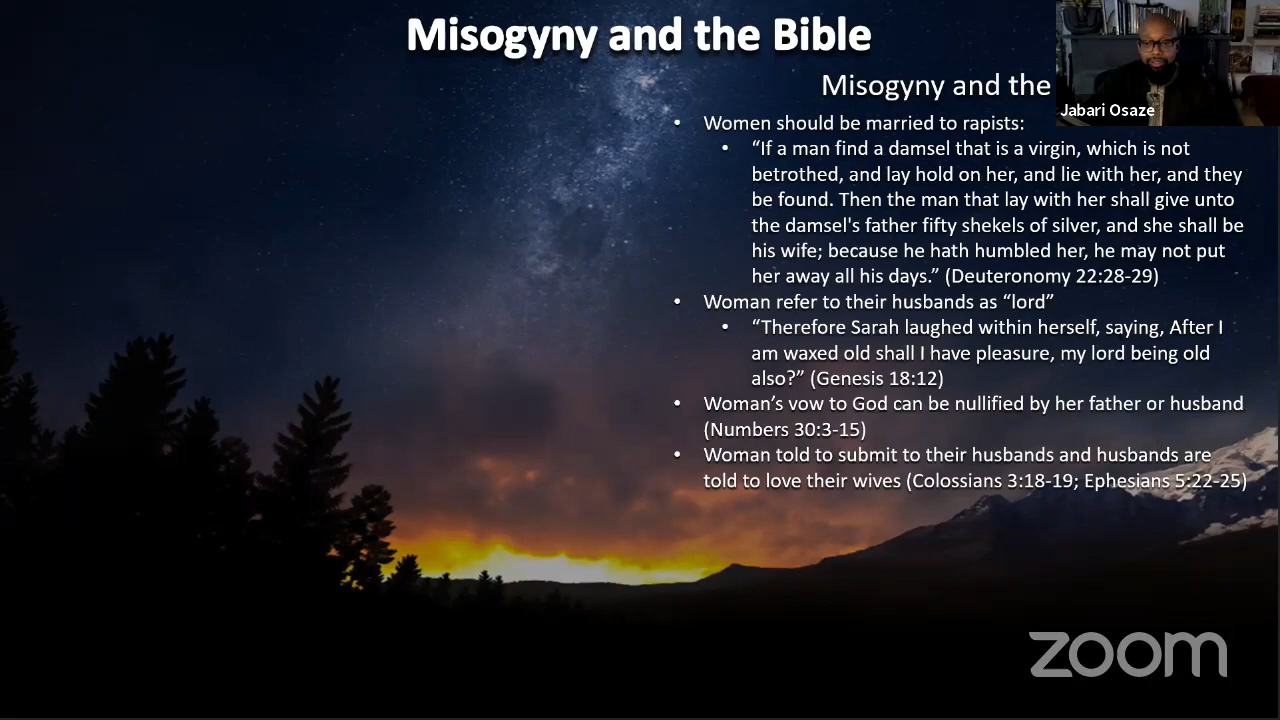 Misogyny and the Bible
Misogyny and the
Jabari Osaze
• Women should be married to rapists:
• “If a man find a damsel that is a virgin, which is not
betrothed, and lay hold on her, and lie with her, and they
be found. Then the man that lay with her shall give unto
the damsel's father fifty shekels of silver, and she shall be
his wife; because he hath humbled her, he may not put
her away all his days.” (Deuteronomy 22:28-29)
• Woman refer to their husbands as “lord”
• “Therefore Sarah laughed within herself, saying, After I
am waxed old shall I have pleasure, my lord being old
also?” (Genesis 18:12)
• Woman’s vow to God can be nullified by her father or husband
(Numbers 30:3-15)
• Woman told to submit to their husbands and husbands are
told to love their wives (Colossians 3:18-19; Ephesians 5:22-25)
zoom